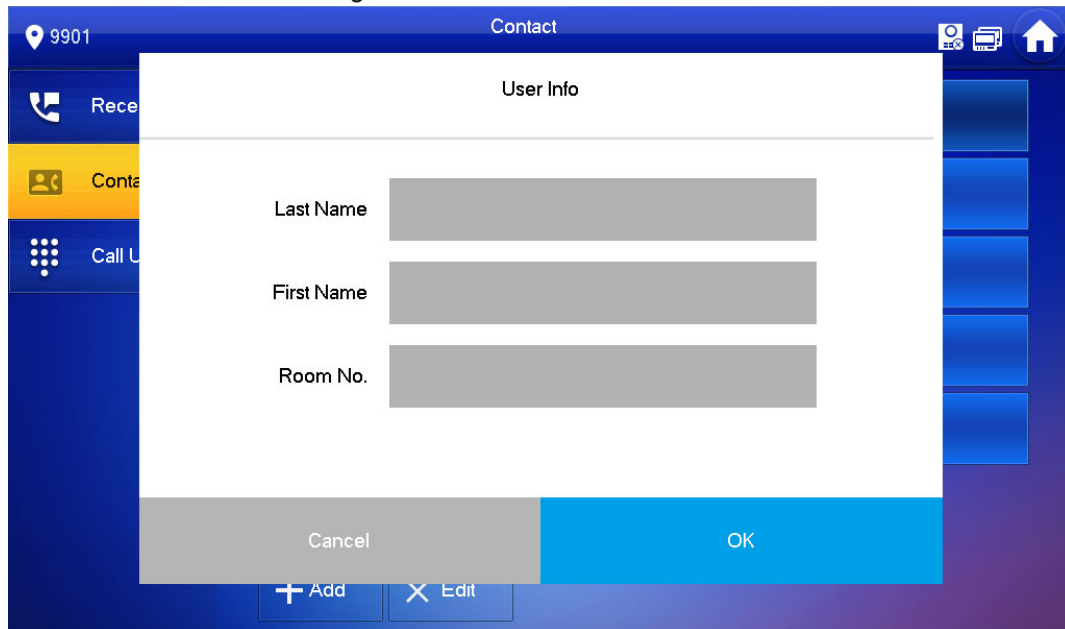 Contact
9901
User Info
Rece
Conta
Call U
Last Name
First Name
Room No.
Cancel
OK
Add
Edit